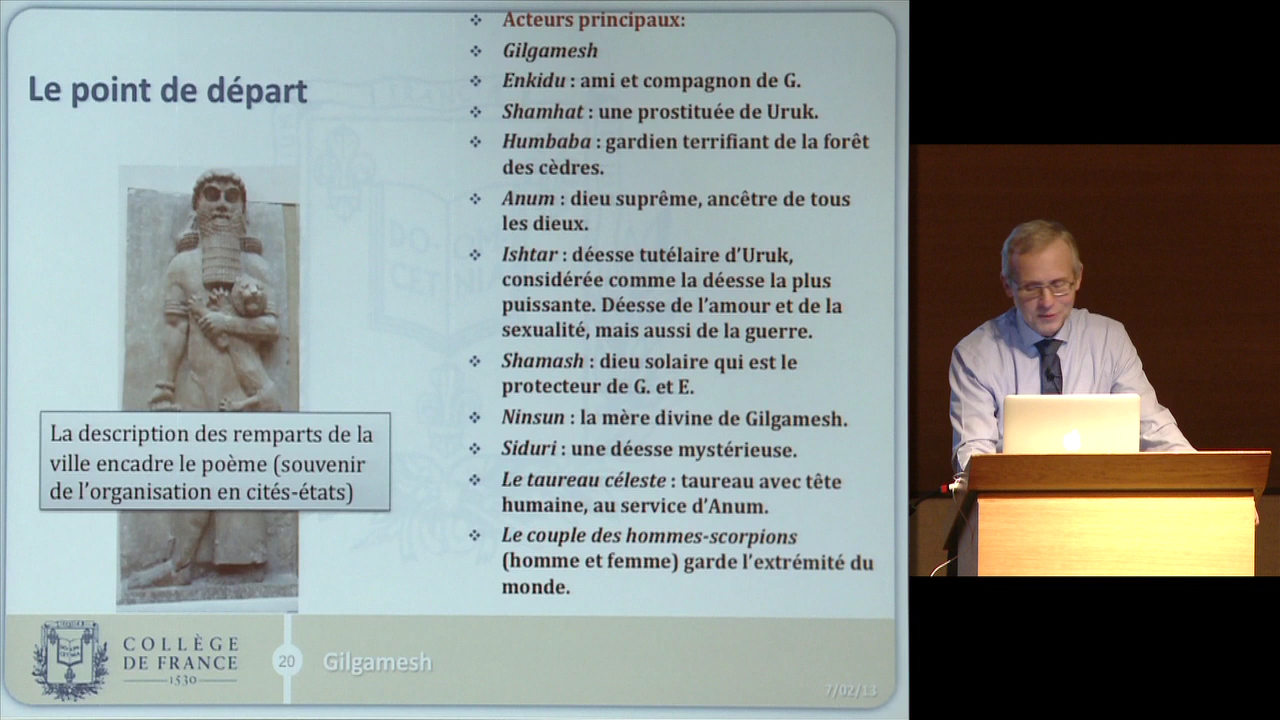 Le point de départ
La description des remparts de la
ville encadre le poème (souvenir
de l'organisation en cités-états)
Acteurs principaux:
Gilgamesh
Enkidu : ami et compagnon de G.
Shamhat : une prostituée de Uruk.
Humbaba : gardien terrifiant de la forêt
des cèdres.
Anum : dieu suprême, ancêtre de tous
les dieux.
Ishtar : déesse tutélaire d'Uruk,
considérée comme la déesse la plus
puissante. Déesse de l'amour et de la
sexualité, mais aussi de la guerre.
Shamash : dieu solaire qui est le
protecteur de G. et E.
Ninsun : la mère divine de Gilgamesh.
Siduri : une déesse mystérieuse.
Le taureau céleste : taureau avec tête
humaine, au service d'Anum.
Le couple des hommes-scorpions
(homme et femme) garde l'extrémité du
monde.
COLLÈGE
DE FRANCE
1530
20
Gilgamesh
7/02/13